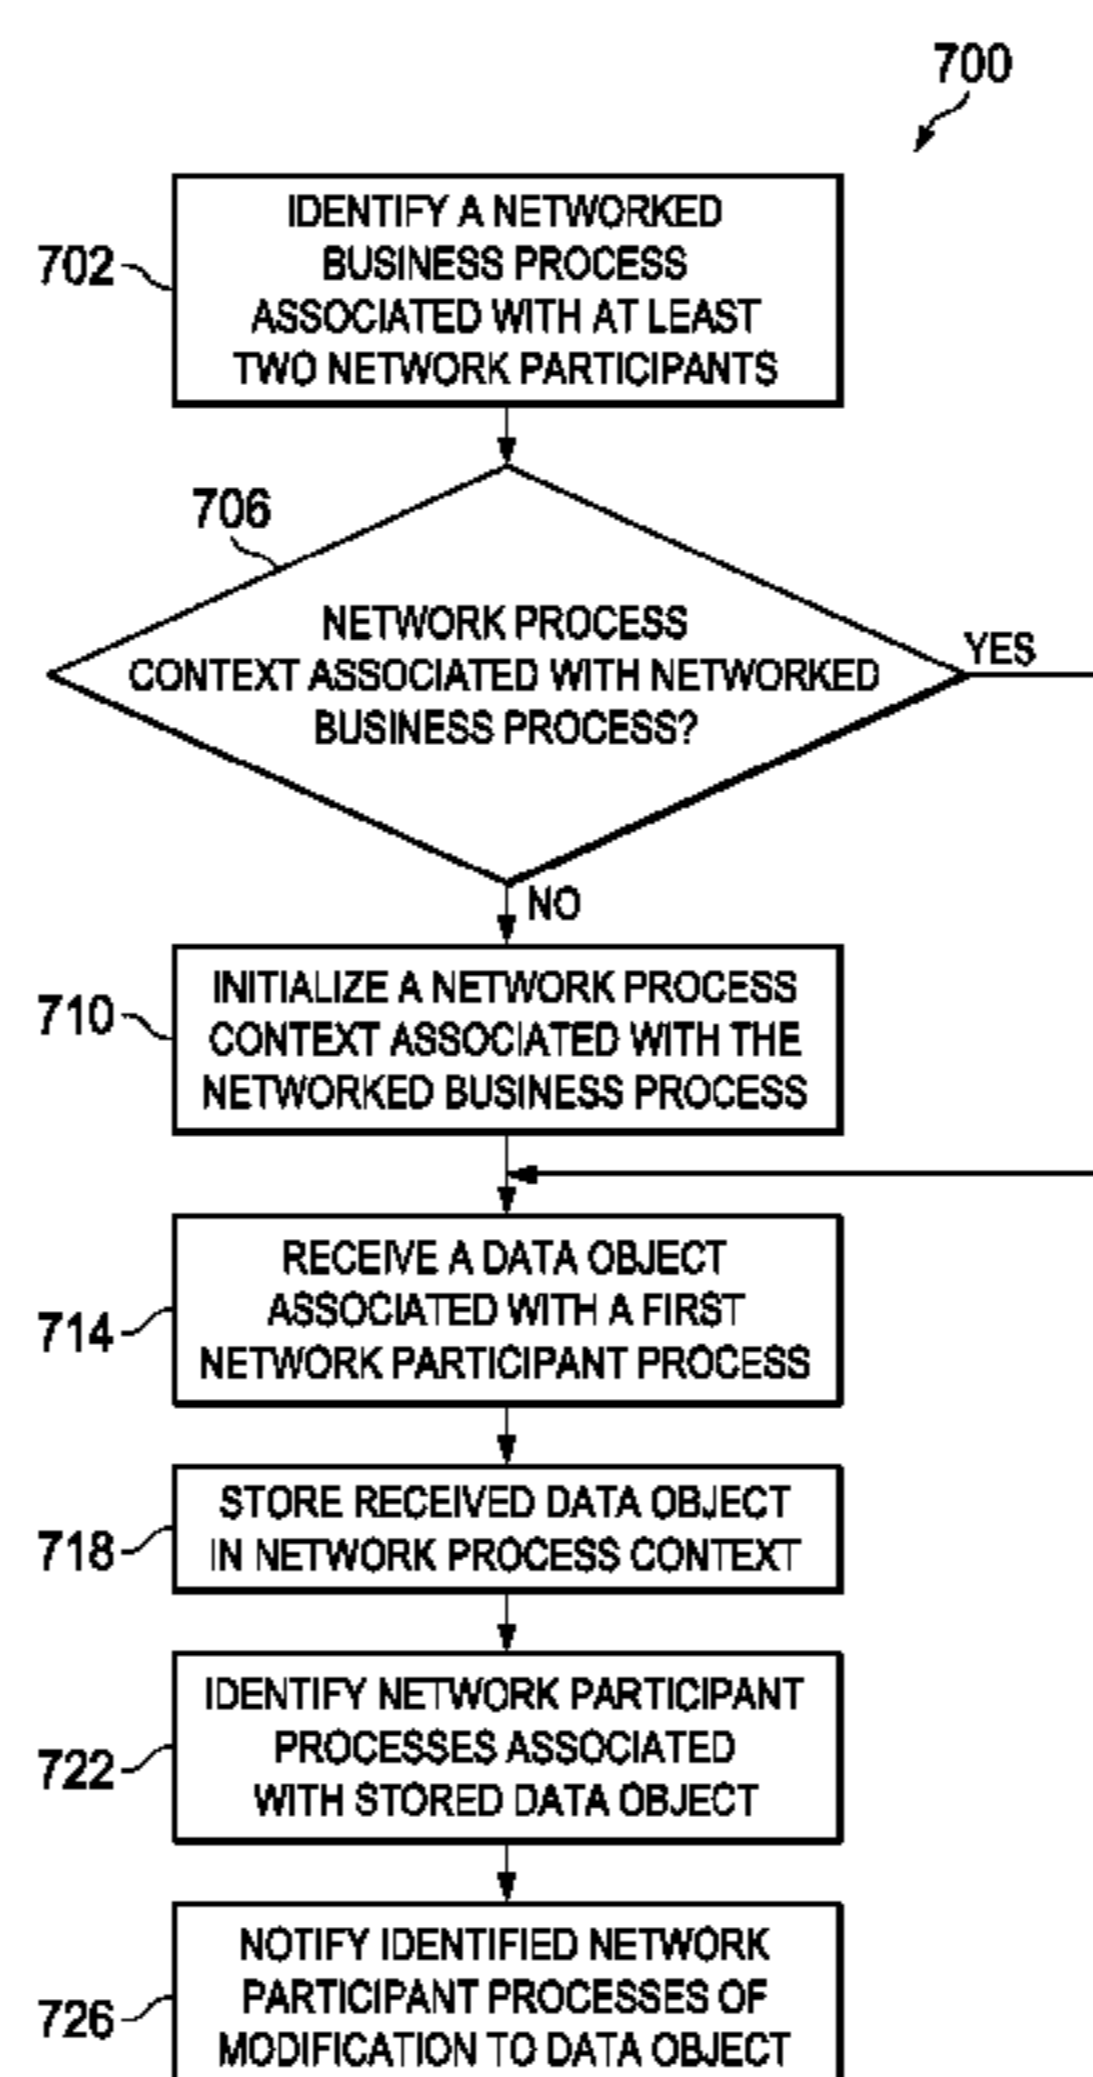 700
702
IDENTIFY A NETWORKED
BUSINESS PROCESS
ASSOCIATED WITH AT LEAST
TWO NETWORK PARTICIPANTS
706
NETWORK PROCESS
CONTEXT ASSOCIATED WITH NETWORKED
BUSINESS PROCESS?
YES
NO
710
INITIALIZE A NETWORK PROCESS
CONTEXT ASSOCIATED WITH THE
NETWORKED BUSINESS PROCESS
714
RECEIVE A DATA OBJECT
ASSOCIATED WITH A FIRST
NETWORK PARTICIPANT PROCESS
718
STORE RECEIVED DATA OBJECT
IN NETWORK PROCESS CONTEXT
722
IDENTIFY NETWORK PARTICIPANT
PROCESSES ASSOCIATED
WITH STORED DATA OBJECT
726
NOTIFY IDENTIFIED NETWORK
PARTICIPANT PROCESSES OF
MODIFICATION TO DATA OBJECT